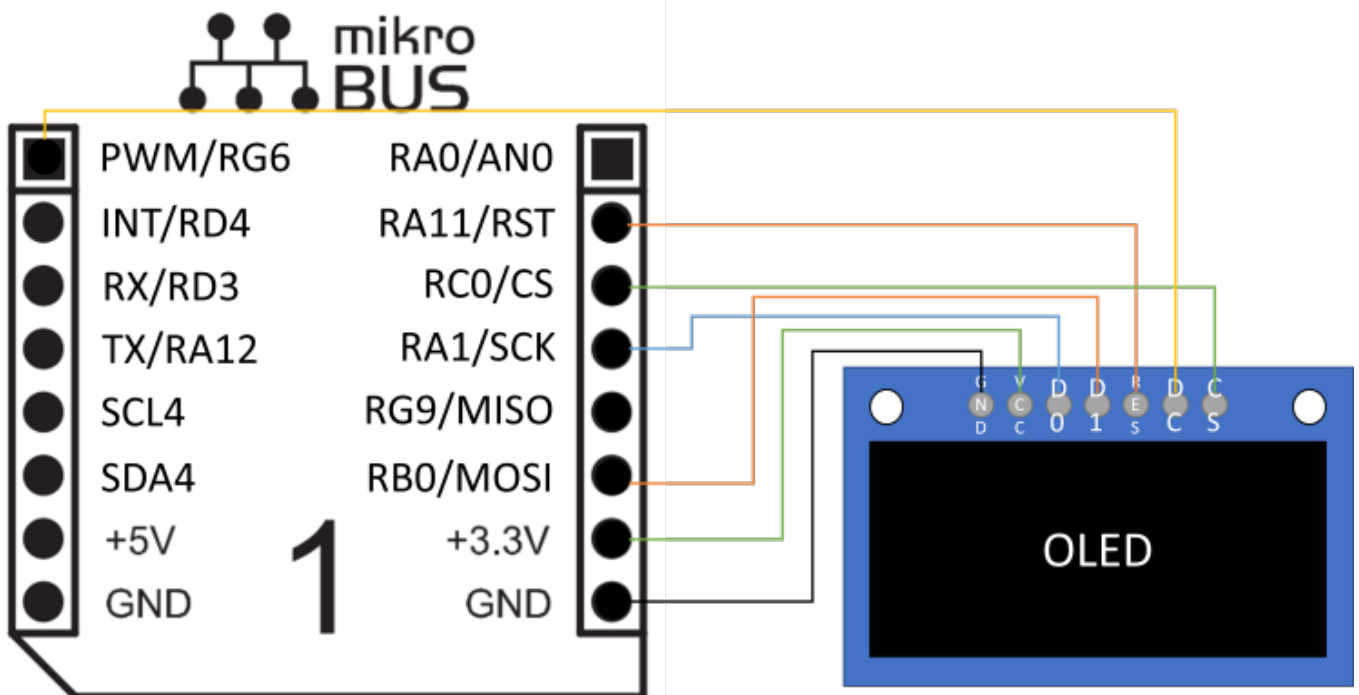 mikro
BUS
PWM/RG6 RA0/AN0
INT/RD4 RA11/RST
RX/RD3 RC0/CS
TX/RA12 RA1/SCK
SCL4 RG9/MISO
SDA4 RB0/MOSI
+5V +3.3V
GND GND
1
GND VCC D0 D1 RES DC CS
OLED